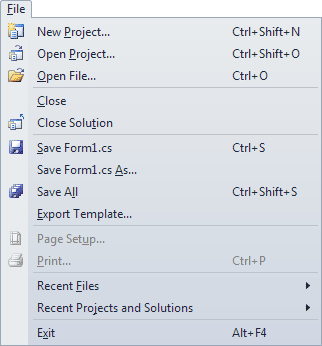 File
New Project... Ctrl+Shift+N
Open Project... Ctrl+Shift+O
Open File... Ctrl+O
Close
Close Solution
Save Form1.cs Ctrl+S
Save Form1.cs As...
Save All Ctrl+Shift+S
Export Template...
Page Setup...
Print... Ctrl+P
Recent Files
Recent Projects and Solutions
Exit Alt+F4